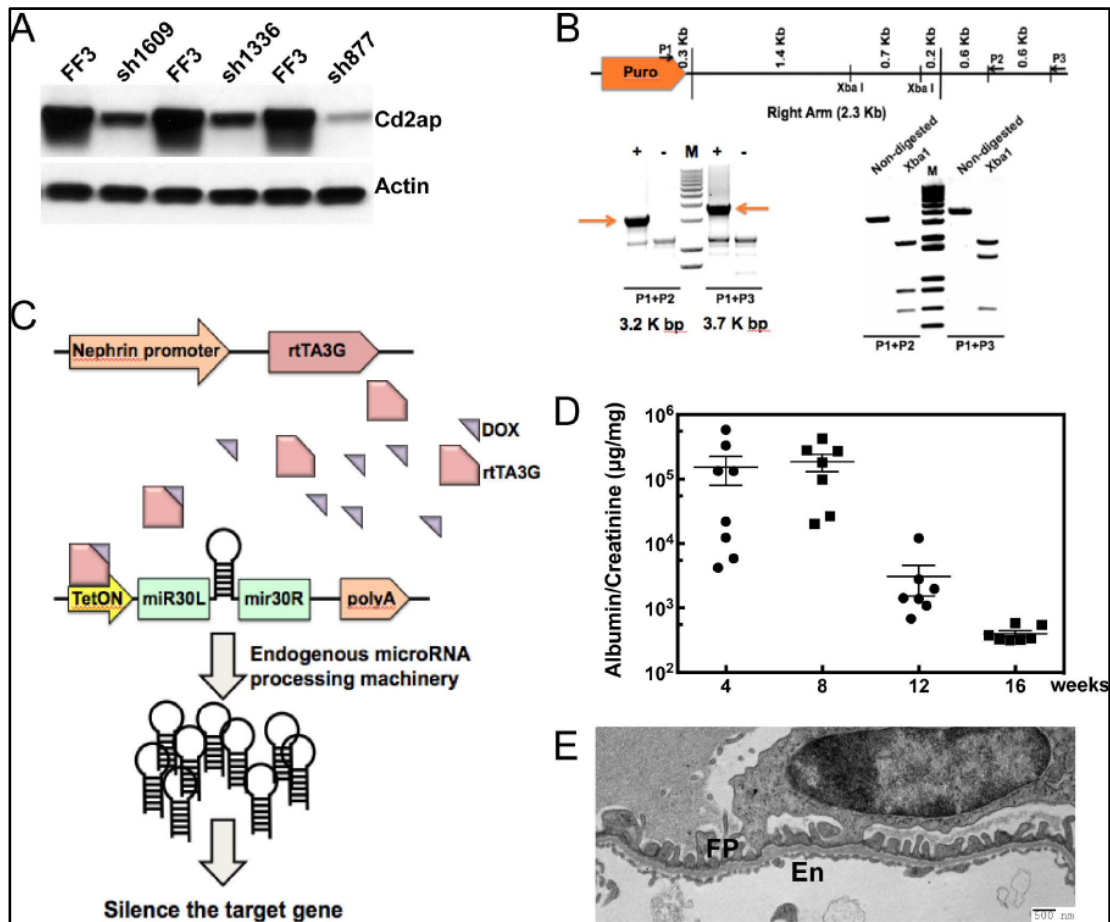 A
FF3
sh1609
FF3
sh1336
FF3
sh877
Cd2ap
Actin
B
P1
0.3 Kb
1.4 Kb
0.7 Kb
0.2 Kb
0.6 Kb
P2
0.6 Kb
P3
Puro
Xba I
Xba I
Right Arm (2.3 Kb)
+ - M + -
P1+P2 P1+P3
3.2 K bp 3.7 K bp
Non-digested
Xba1
M
Non-digested
Xba1
P1+P2 P1+P3
C
Nephrin promoter rtTA3G
DOX
rtTA3G
TetON miR30L mir30R polyA
Endogenous microRNA
processing machinery
Silence the target gene
D
Albumin/Creatinine (µg/mg)
10⁶
10⁵
10⁴
10³
10²
4 8 12 16 weeks
E
FP
En
500 nm